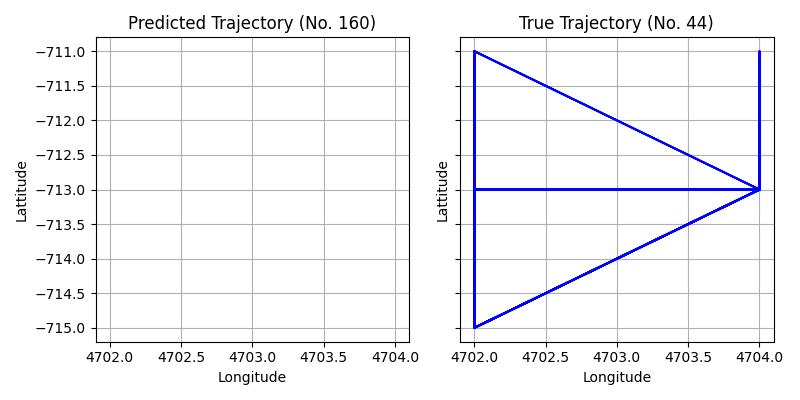 Predicted Trajectory (No. 160)
True Trajectory (No. 44)
−711.0
−711.5
−712.0
−712.5
−713.0
−713.5
−714.0
−714.5
−715.0
Lattitude
Lattitude
4702.0 4702.5 4703.0 4703.5 4704.0
4702.0 4702.5 4703.0 4703.5 4704.0
Longitude
Longitude